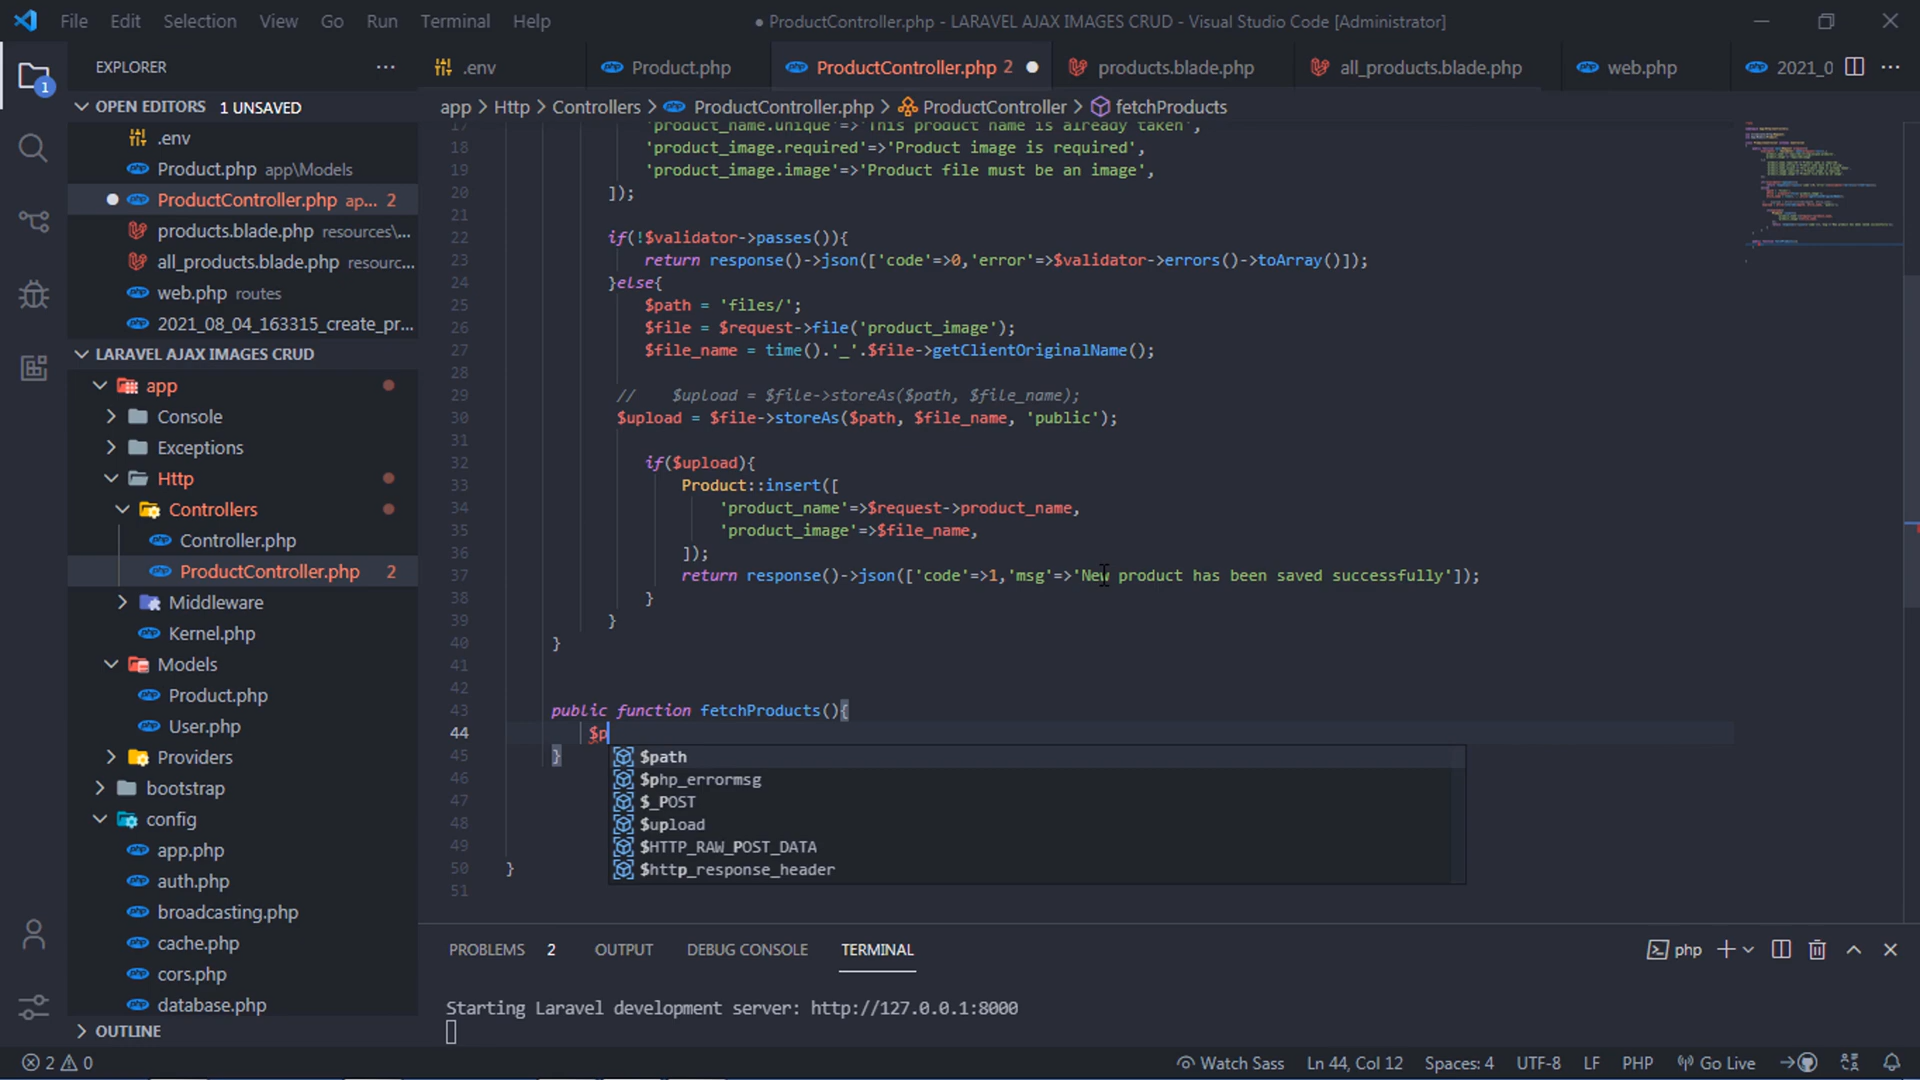 File Edit Selection View Go Run Terminal Help
● ProductController.php - LARAVEL AJAX IMAGES CRUD - Visual Studio Code [Administrator]
EXPLORER
.env
Product.php
ProductController.php 2
products.blade.php
all_products.blade.php
web.php
2021_0
OPEN EDITORS 1 UNSAVED
app > Http > Controllers > ProductController.php > ProductController > fetchProducts
.env
Product.php app\Models
ProductController.php ap... 2
products.blade.php resources\...
all_products.blade.php resourc...
web.php routes
2021_08_04_163315_create_pr...
LARAVEL AJAX IMAGES CRUD
app
Console
Exceptions
Http
Controllers
Controller.php
ProductController.php 2
Middleware
Kernel.php
Models
Product.php
User.php
Providers
bootstrap
config
app.php
auth.php
broadcasting.php
cache.php
cors.php
database.php
OUTLINE
17 'product_name.unique'=>'This product name is already taken',
18 'product_image.required'=>'Product image is required',
19 'product_image.image'=>'Product file must be an image',
20 ]);
21
22 if(!$validator->passes()){
23 return response()->json(['code'=>0,'error'=>$validator->errors()->toArray()]);
24 }else{
25 $path = 'files/';
26 $file = $request->file('product_image');
27 $file_name = time().'_'.$file->getClientOriginalName();
28
29 // $upload = $file->storeAs($path, $file_name);
30 $upload = $file->storeAs($path, $file_name, 'public');
31
32 if($upload){
33 Product::insert([
34 'product_name'=>$request->product_name,
35 'product_image'=>$file_name,
36 ]);
37 return response()->json(['code'=>1,'msg'=>'New product has been saved successfully']);
38 }
39 }
40 }
41
42
43 public function fetchProducts(){
44 $p
45 }
46
47
48
49
50 }
51
$path
$php_errormsg
$_POST
$upload
$HTTP_RAW_POST_DATA
$http_response_header
PROBLEMS 2 OUTPUT DEBUG CONSOLE TERMINAL
php
Starting Laravel development server: http://127.0.0.1:8000
2 0
Watch Sass Ln 44, Col 12 Spaces: 4 UTF-8 LF PHP Go Live
1